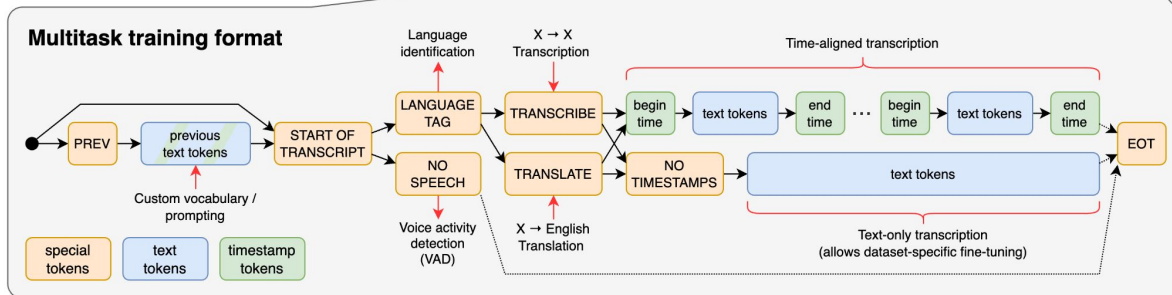 Multitask training format
Language
identification
X → X
Transcription
Time-aligned transcription
LANGUAGE
TAG
TRANSCRIBE
begin
time
text tokens
end
time
...
begin
time
text tokens
end
time
PREV
previous
text tokens
START OF
TRANSCRIPT
EOT
NO
SPEECH
TRANSLATE
NO
TIMESTAMPS
text tokens
Custom vocabulary /
prompting
Voice activity
detection
(VAD)
X → English
Translation
Text-only transcription
(allows dataset-specific fine-tuning)
special
tokens
text
tokens
timestamp
tokens